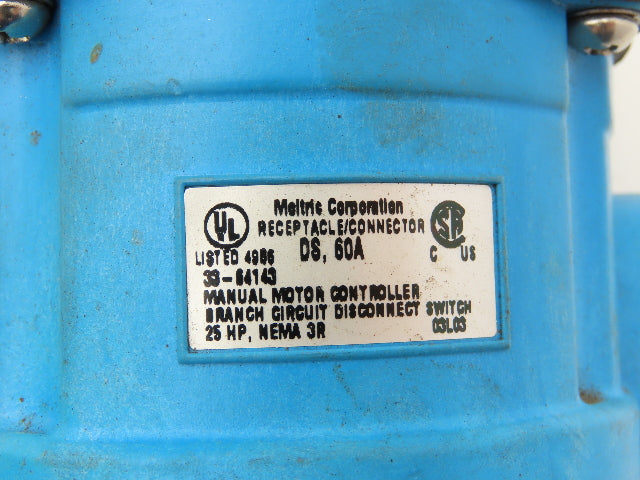 Meltric Corporation
UL SA
RECEPTACLE/CONNECTOR
LISTED 4986 DS, 60A C US
33-64143
MANUAL MOTOR CONTROLLER
BRANCH CIRCUIT DISCONNECT SWITCH
25 HP, NEMA 3R 03L03